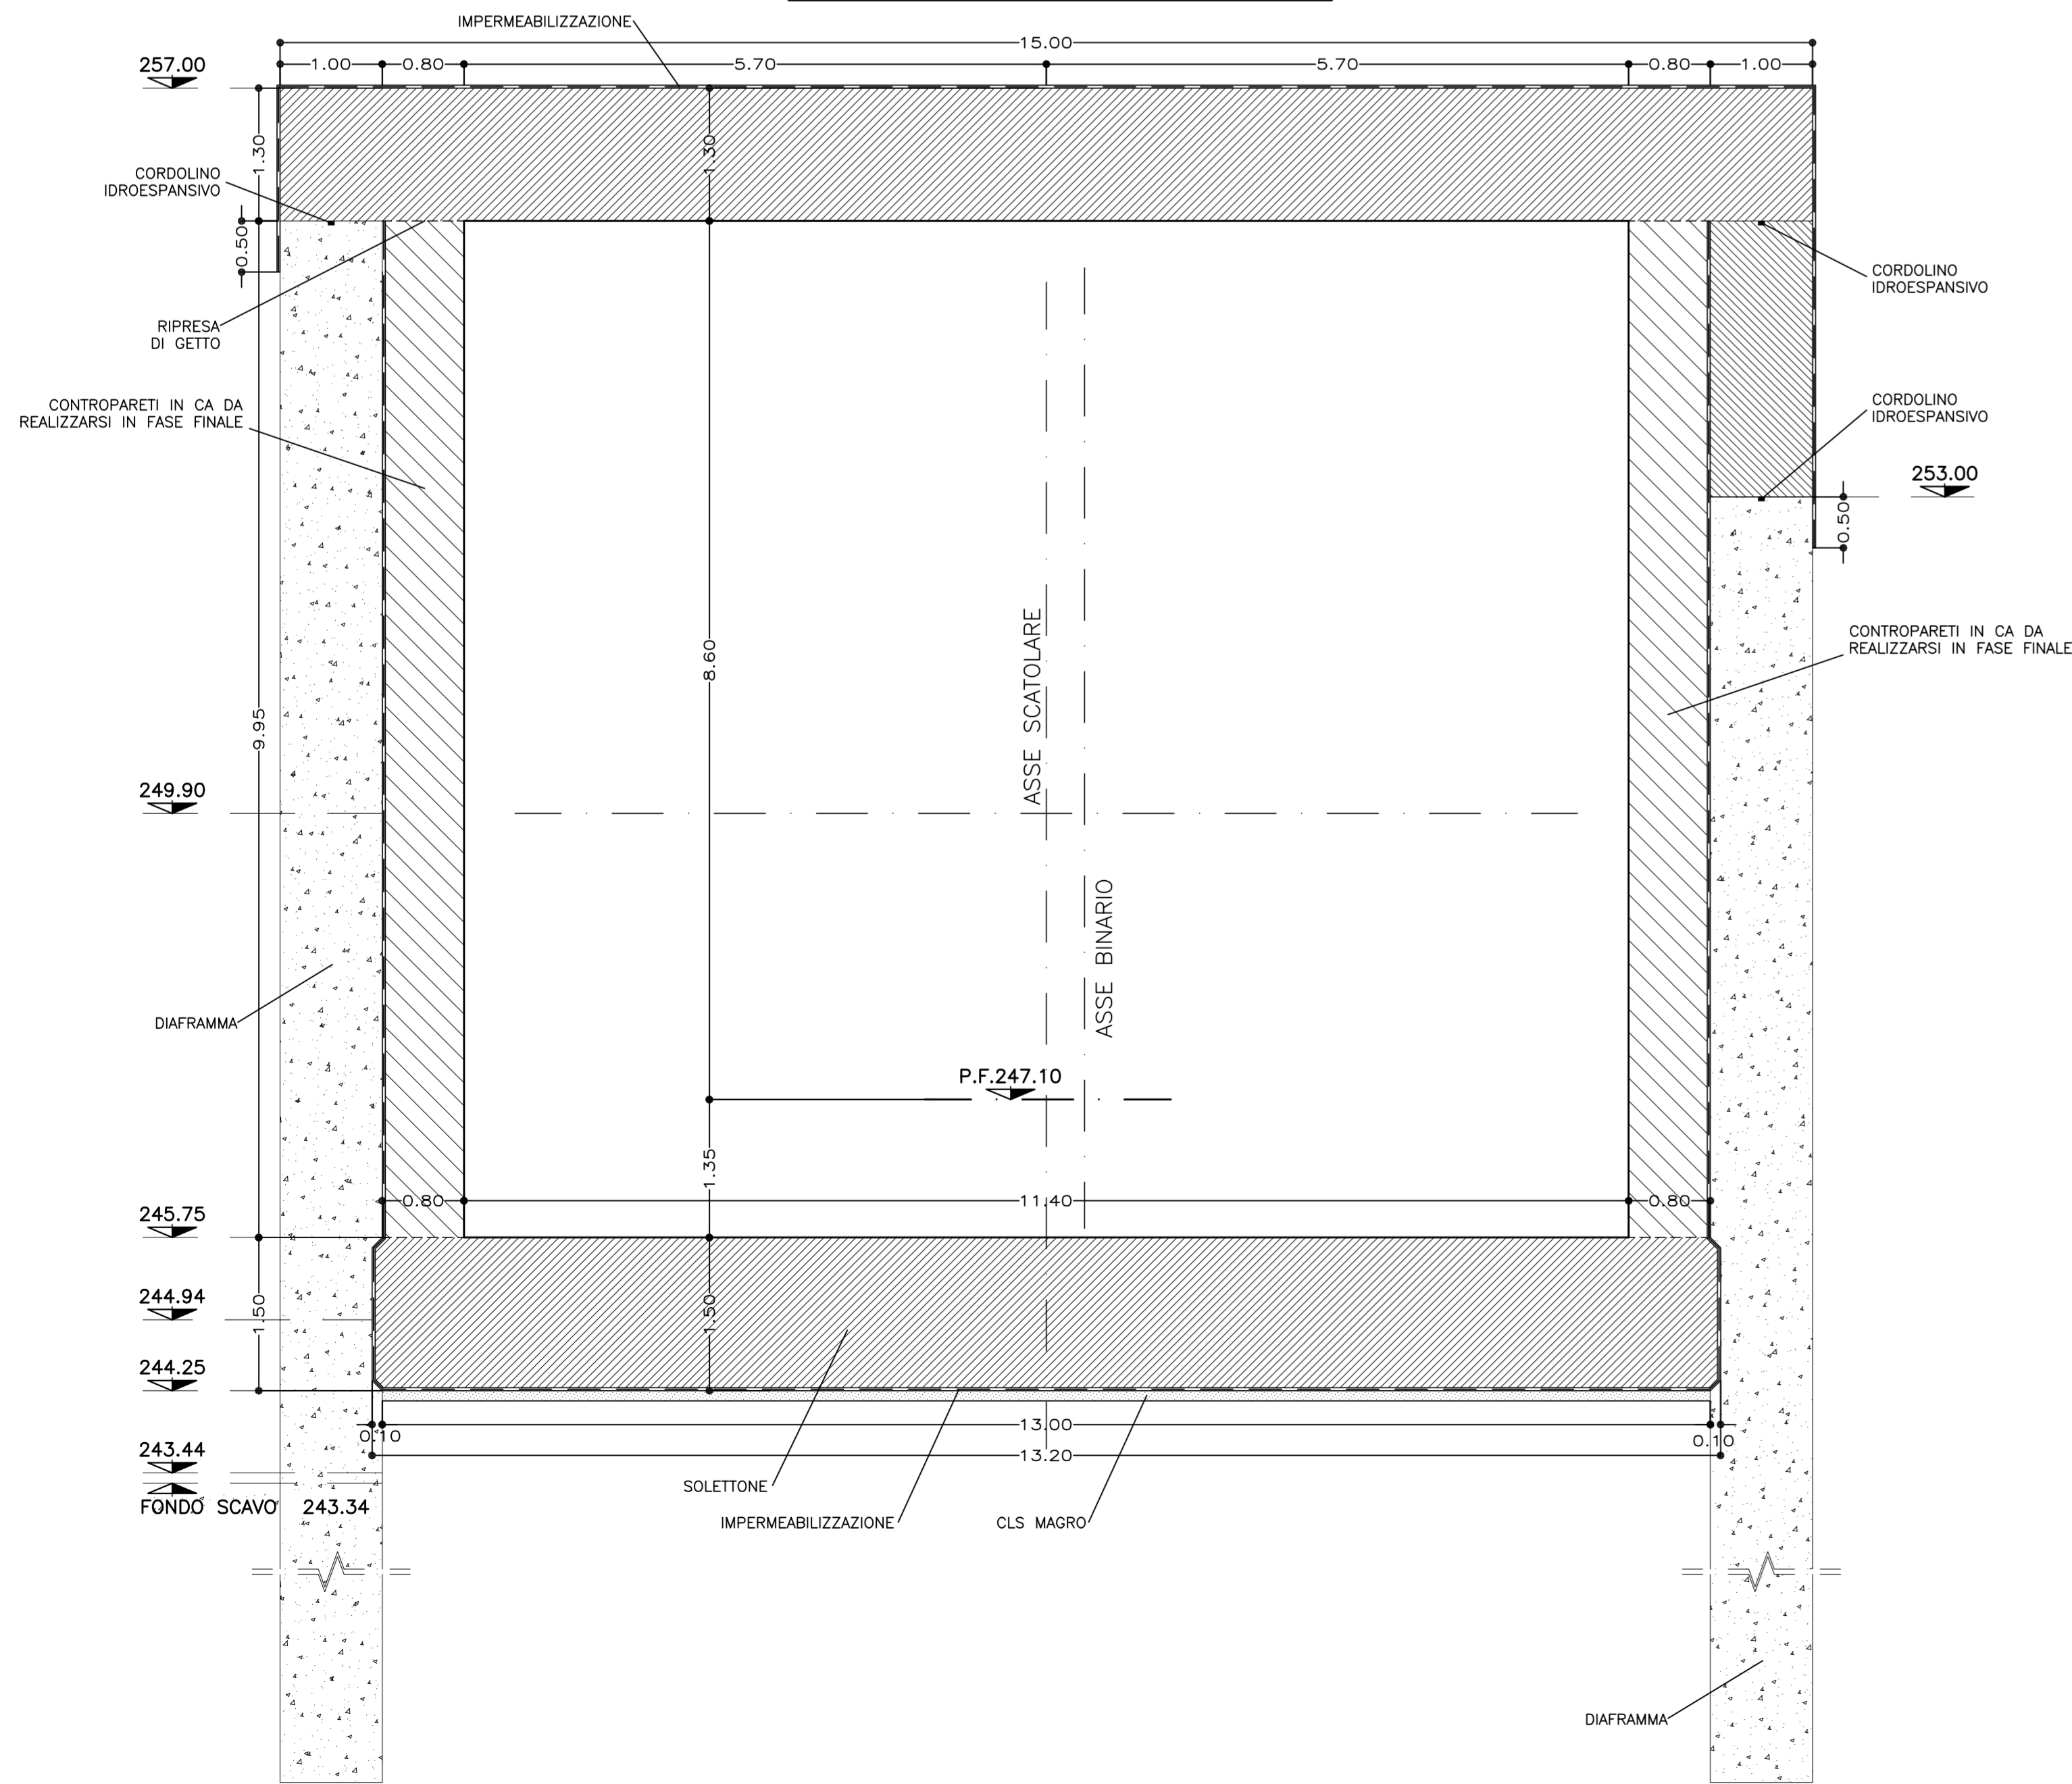 IMPERMEABILIZZAZIONE
15.00
1.00
0.80
5.70
5.70
0.80
1.00
257.00
1.30
1.30
CORDOLINO
IDROESPANSIVO
0.50
RIPRESA
DI GETTO
CORDOLINO
IDROESPANSIVO
CONTROPARETI IN CA DA
REALIZZARSI IN FASE FINALE
CORDOLINO
IDROESPANSIVO
253.00
0.50
CONTROPARETI IN CA DA
REALIZZARSI IN FASE FINALE
8.60
ASSE SCATOLARE
9.95
249.90
ASSE BINARIO
DIAFRAMMA
P.F.247.10
1.35
0.80
11.40
0.80
245.75
244.94
1.50
1.50
244.25
13.00
0.10
0.10
13.20
243.44
FONDO SCAVO 243.34
SOLETTONE
IMPERMEABILIZZAZIONE
CLS MAGRO
DIAFRAMMA